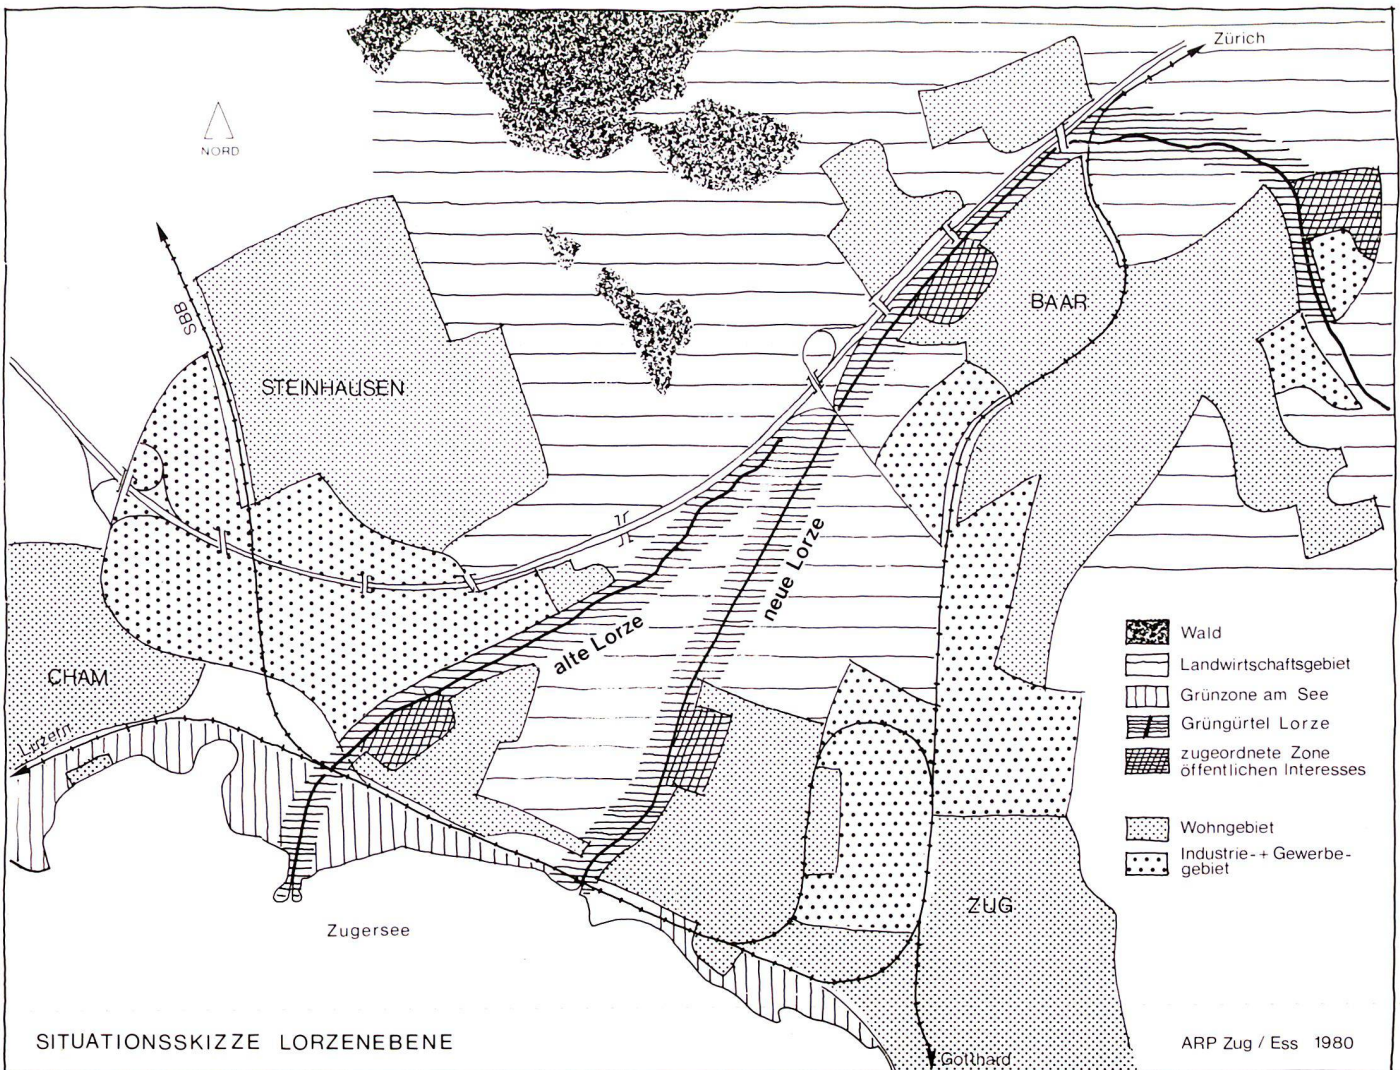 Zürich
NORD
SBB
BAAR
STEINHAUSEN
neue Lorze
alte Lorze
CHAM
Luzern
Wald
Landwirtschaftsgebiet
Grünzone am See
Grüngürtel Lorze
zugeordnete Zone
öffentlichen Interesses
Wohngebiet
Industrie-+ Gewerbe-
gebiet
ZUG
Zugersee
SITUATIONSSKIZZE LORZENEBENE
ARP Zug / Ess 1980
Gotthard